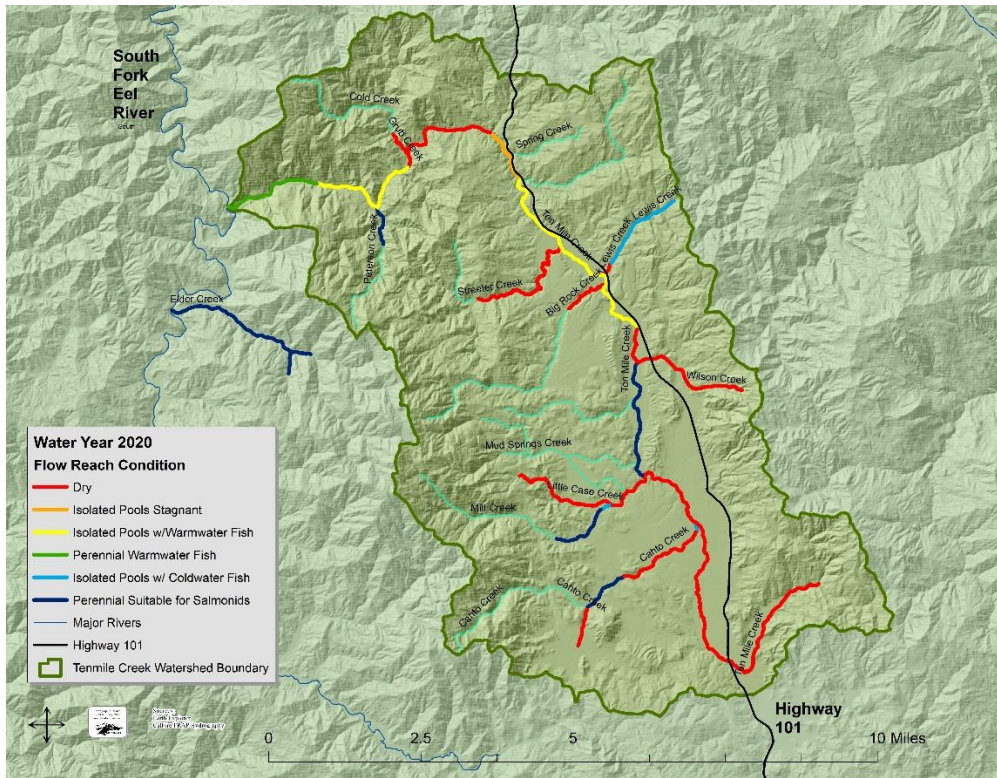 South
Fork
Eel
River
Cold Creek
Grub Creek
Spring Creek
Ten Mile Creek
Lewis Creek
Lewis Creek
Peterson Creek
Streeter Creek
Big Rock Creek
Elder Creek
Ten Mile Creek
Wilson Creek
Mud Springs Creek
Little Case Creek
Mill Creek
Cahto Creek
Cahto Creek
Cahto Creek
Ten Mile Creek
Water Year 2020
Flow Reach Condition
Dry
Isolated Pools Stagnant
Isolated Pools w/Warmwater Fish
Perennial Warmwater Fish
Isolated Pools w/ Coldwater Fish
Perennial Suitable for Salmonids
Major Rivers
Highway 101
Tenmile Creek Watershed Boundary
Highway
101
0
2.5
5
10 Miles